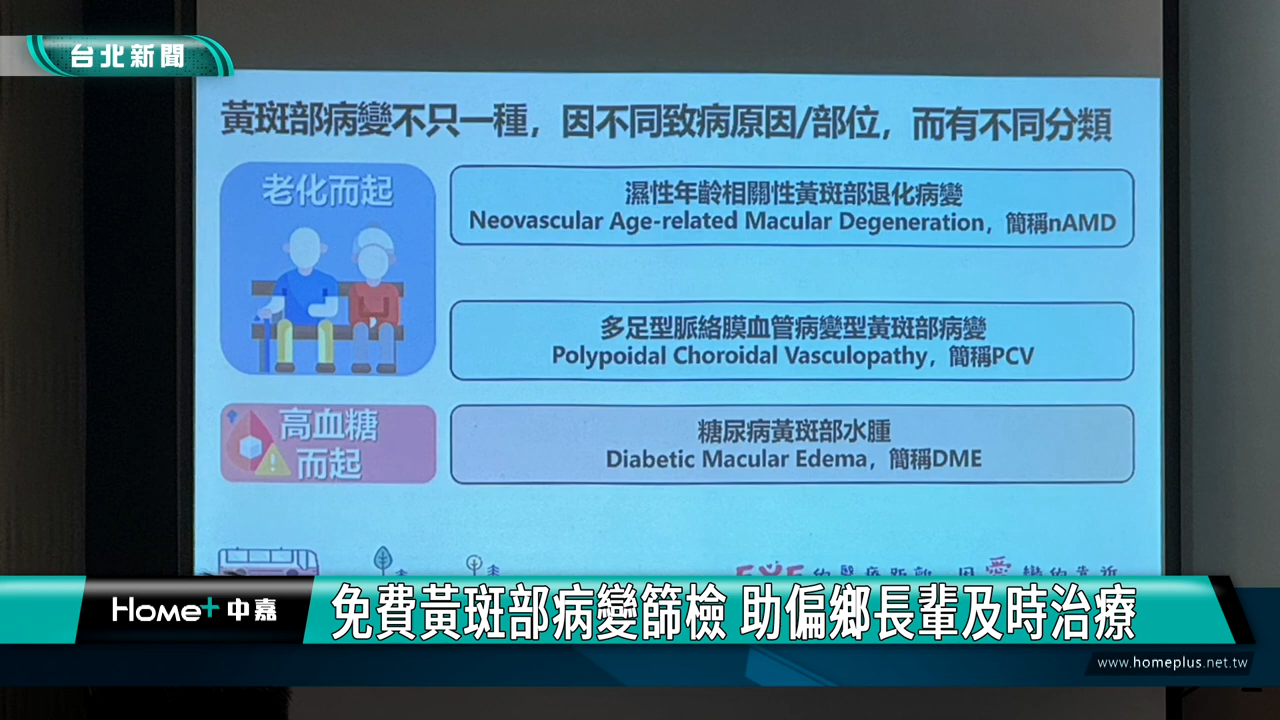 台北新聞
黃斑部病變不只一種，因不同致病原因/部位，而有不同分類
老化而起
濕性年齡相關性黃斑部退化病變
Neovascular Age-related Macular Degeneration，簡稱nAMD
多足型脈絡膜血管病變型黃斑部病變
Polypoidal Choroidal Vasculopathy，簡稱PCV
高血糖
而起
糖尿病黃斑部水腫
Diabetic Macular Edema，簡稱DME
Home+中嘉
免費黃斑部病變篩檢 助偏鄉長輩及時治療
www.homeplus.net.tw